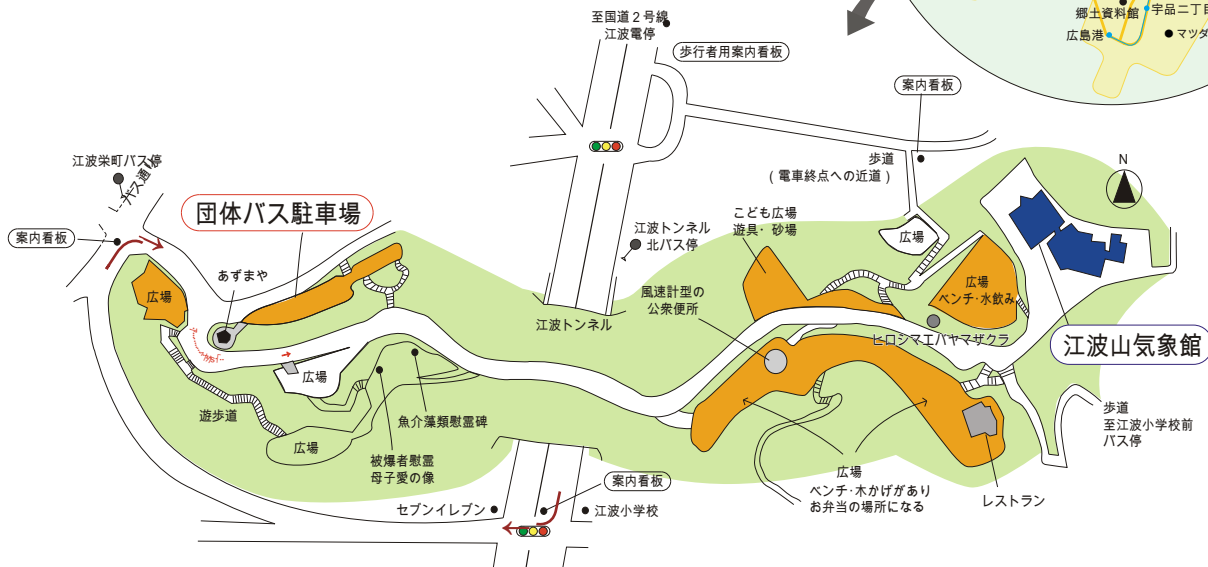 至国道２号線
江波電停
郷土資料館
宇品二丁目
広島港
マツダ
歩行者用案内看板
案内看板
江波栄町バス停
バス通り
歩道
(電車終点への近道)
N
団体バス駐車場
こども広場
遊具・砂場
江波トンネル
北バス停
広場
案内看板
あずまや
広場
風速計型の
公衆便所
広場
ベンチ・水飲み
江波トンネル
ヒロシマエバヤマザクラ
江波山気象館
広場
遊歩道
魚介藻類慰霊碑
歩道
至江波小学校前
バス停
広場
被爆者慰霊
母子愛の像
広場
ベンチ・木かげがあり
お弁当の場所になる
案内看板
レストラン
セブンイレブン
江波小学校